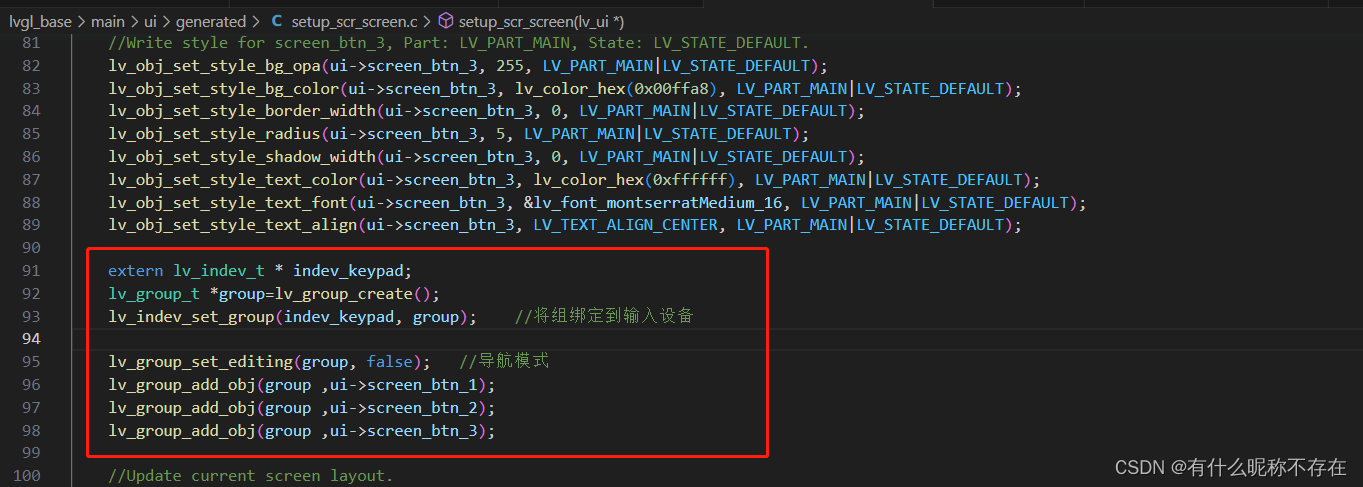 lvgl_base > main > ui > generated > C setup_scr_screen.c > setup_scr_screen(lv_ui *)
81 //Write style for screen_btn_3, Part: LV_PART_MAIN, State: LV_STATE_DEFAULT.
82 lv_obj_set_style_bg_opa(ui->screen_btn_3, 255, LV_PART_MAIN|LV_STATE_DEFAULT);
83 lv_obj_set_style_bg_color(ui->screen_btn_3, lv_color_hex(0x00ffa8), LV_PART_MAIN|LV_STATE_DEFAULT);
84 lv_obj_set_style_border_width(ui->screen_btn_3, 0, LV_PART_MAIN|LV_STATE_DEFAULT);
85 lv_obj_set_style_radius(ui->screen_btn_3, 5, LV_PART_MAIN|LV_STATE_DEFAULT);
86 lv_obj_set_style_shadow_width(ui->screen_btn_3, 0, LV_PART_MAIN|LV_STATE_DEFAULT);
87 lv_obj_set_style_text_color(ui->screen_btn_3, lv_color_hex(0xffffff), LV_PART_MAIN|LV_STATE_DEFAULT);
88 lv_obj_set_style_text_font(ui->screen_btn_3, &lv_font_montserratMedium_16, LV_PART_MAIN|LV_STATE_DEFAULT);
89 lv_obj_set_style_text_align(ui->screen_btn_3, LV_TEXT_ALIGN_CENTER, LV_PART_MAIN|LV_STATE_DEFAULT);
90
91 extern lv_indev_t * indev_keypad;
92 lv_group_t *group=lv_group_create();
93 lv_indev_set_group(indev_keypad, group); //将组绑定到输入设备
94
95 lv_group_set_editing(group, false); //导航模式
96 lv_group_add_obj(group ,ui->screen_btn_1);
97 lv_group_add_obj(group ,ui->screen_btn_2);
98 lv_group_add_obj(group ,ui->screen_btn_3);
99
100 //Update current screen layout.
CSDN @有什么昵称不存在